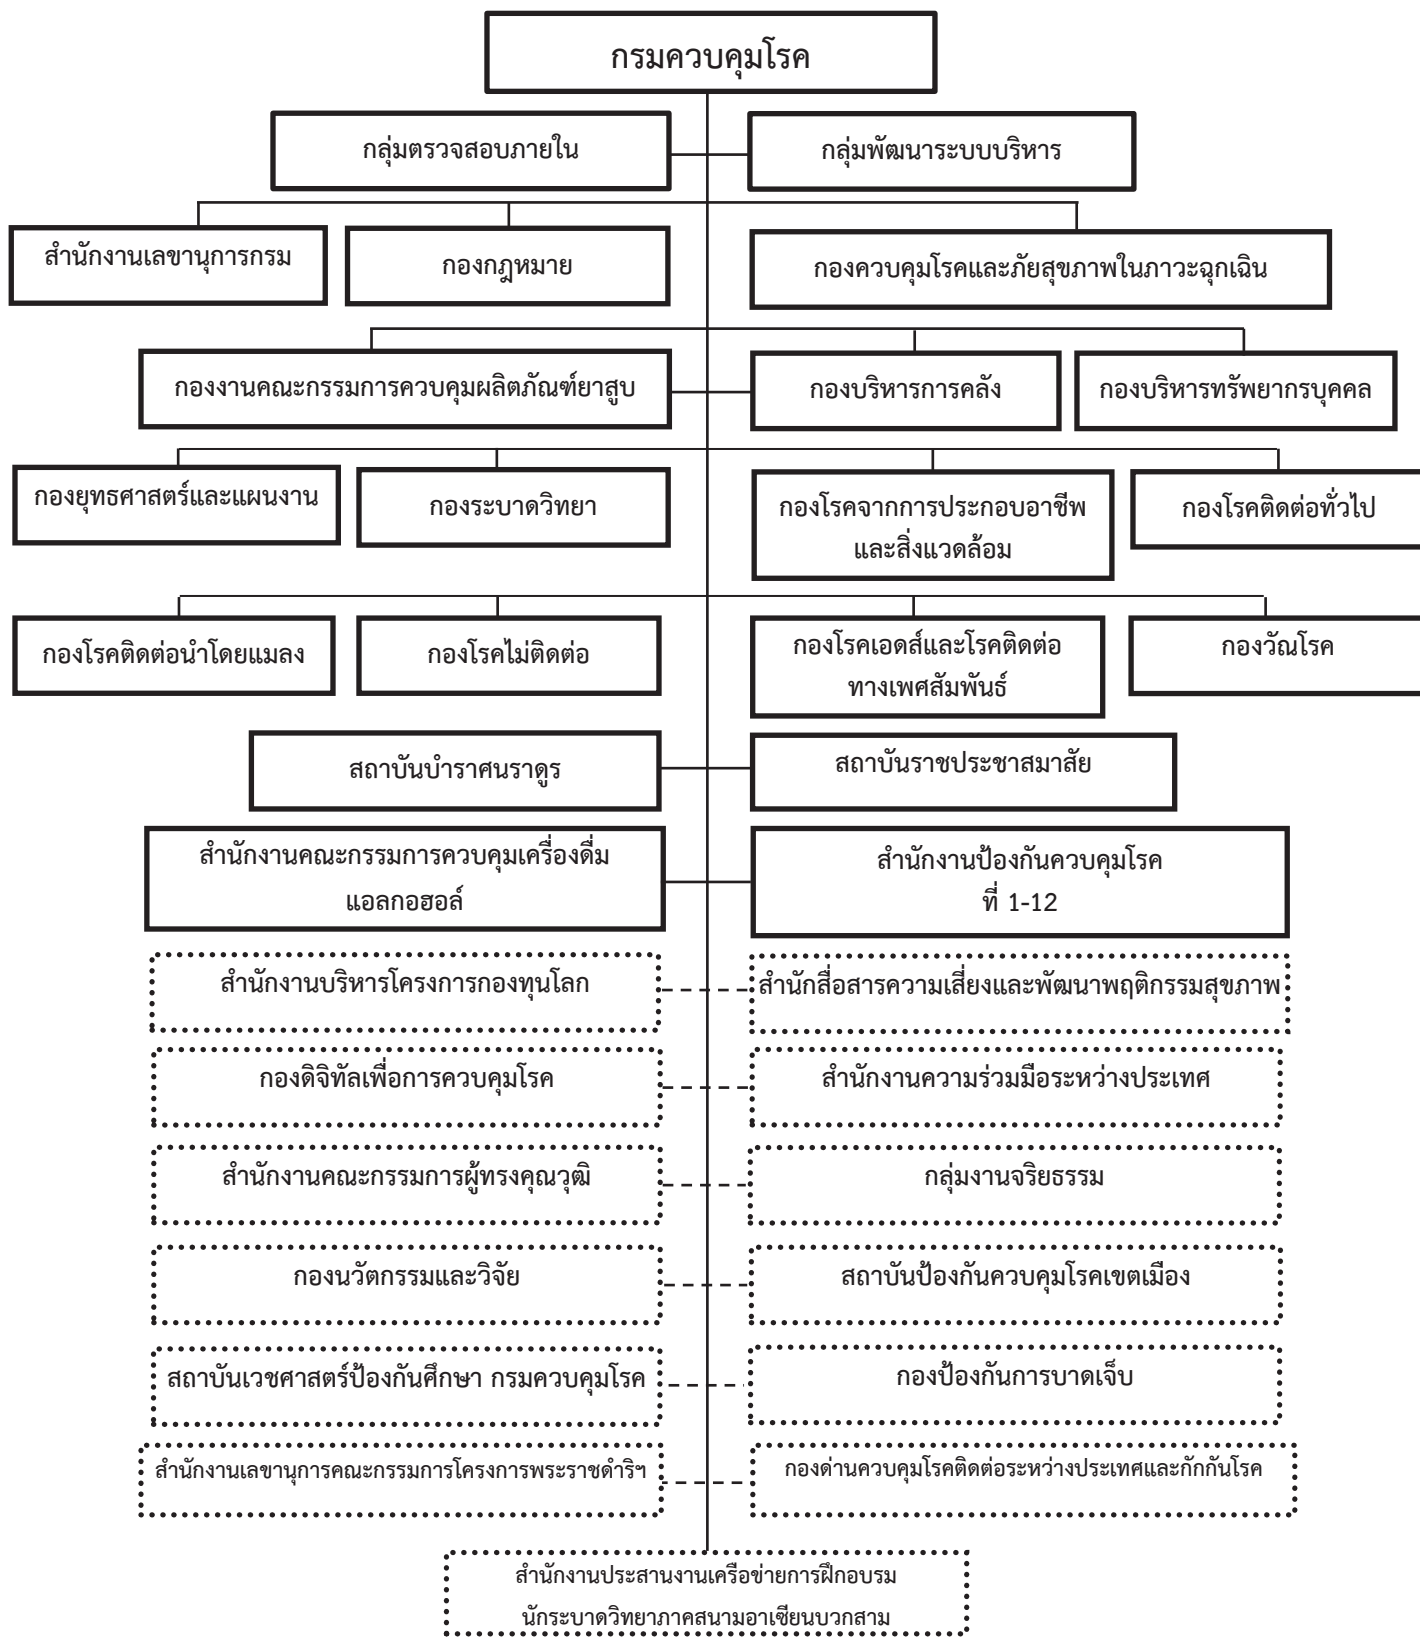 กรมควบคุมโรค
กลุ่มตรวจสอบภายใน
กลุ่มพัฒนาระบบบริหาร
สำนักงานเลขานุการกรม
กองกฎหมาย
กองควบคุมโรคและภัยสุขภาพในภาวะฉุกเฉิน
กองงานคณะกรรมการควบคุมผลิตภัณฑ์ยาสูบ
กองบริหารการคลัง
กองบริหารทรัพยากรบุคคล
กองยุทธศาสตร์และแผนงาน
กองระบาดวิทยา
กองโรคจากการประกอบอาชีพ
และสิ่งแวดล้อม
กองโรคติดต่อทั่วไป
กองโรคติดต่อนำโดยแมลง
กองโรคไม่ติดต่อ
กองโรคเอดส์และโรคติดต่อ
ทางเพศสัมพันธ์
กองวัณโรค
สถาบันบำราศนราดูร
สถาบันราชประชาสมาสัย
สำนักงานคณะกรรมการควบคุมเครื่องดื่ม
แอลกอฮอล์
สำนักงานป้องกันควบคุมโรค
ที่ 1-12
สำนักงานบริหารโครงการกองทุนโลก
สำนักสื่อสารความเสี่ยงและพัฒนาพฤติกรรมสุขภาพ
กองดิจิทัลเพื่อการควบคุมโรค
สำนักงานความร่วมมือระหว่างประเทศ
สำนักงานคณะกรรมการผู้ทรงคุณวุฒิ
กลุ่มงานจริยธรรม
กองนวัตกรรมและวิจัย
สถาบันป้องกันควบคุมโรคเขตเมือง
สถาบันเวชศาสตร์ป้องกันศึกษา กรมควบคุมโรค
กองป้องกันการบาดเจ็บ
สำนักงานเลขานุการคณะกรรมการโครงการพระราชดำริฯ
กองด่านควบคุมโรคติดต่อระหว่างประเทศและกักกันโรค
สำนักงานประสานงานเครือข่ายการฝึกอบรม
นักระบาดวิทยาภาคสนามอาเซียนบวกสาม